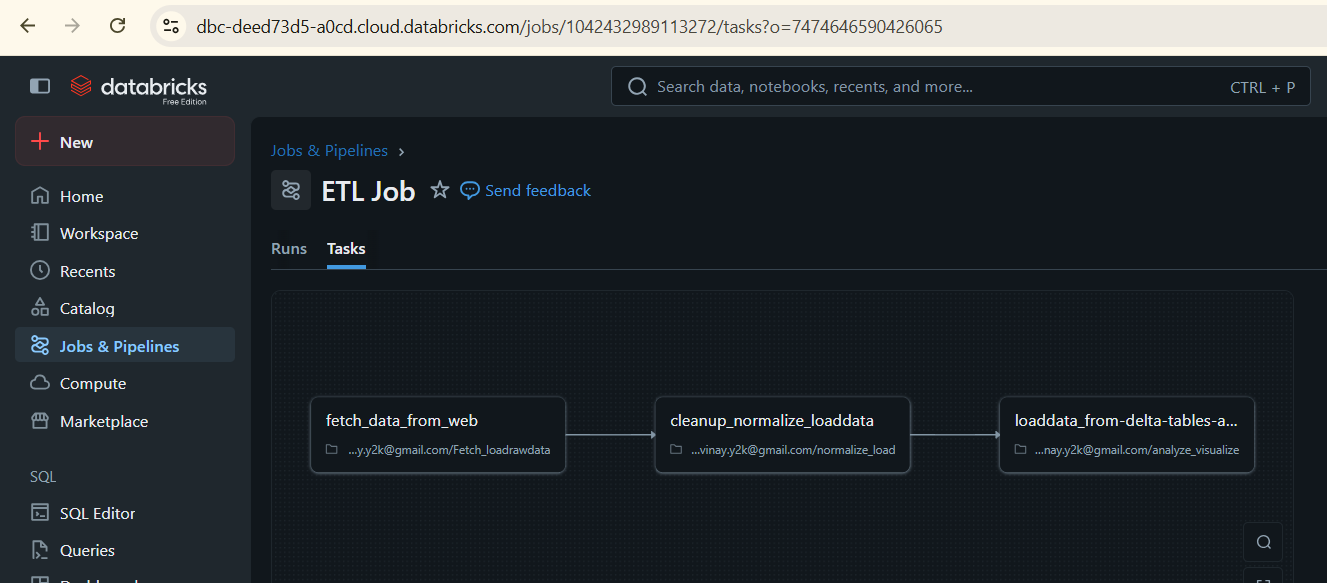 dbc-deed73d5-a0cd.cloud.databricks.com/jobs/1042432989113272/tasks?o=7474646590426065
databricks
Free Edition
Search data, notebooks, recents, and more...
CTRL + P
New
Home
Workspace
Recents
Catalog
Jobs & Pipelines
Compute
Marketplace
SQL
SQL Editor
Queries
Jobs & Pipelines ›
ETL Job
Send feedback
Runs Tasks
fetch_data_from_web
...y.y2k@gmail.com/Fetch_loadrawdata
cleanup_normalize_loaddata
...vinay.y2k@gmail.com/normalize_load
loaddata_from-delta-tables-a...
...nay.y2k@gmail.com/analyze_visualize